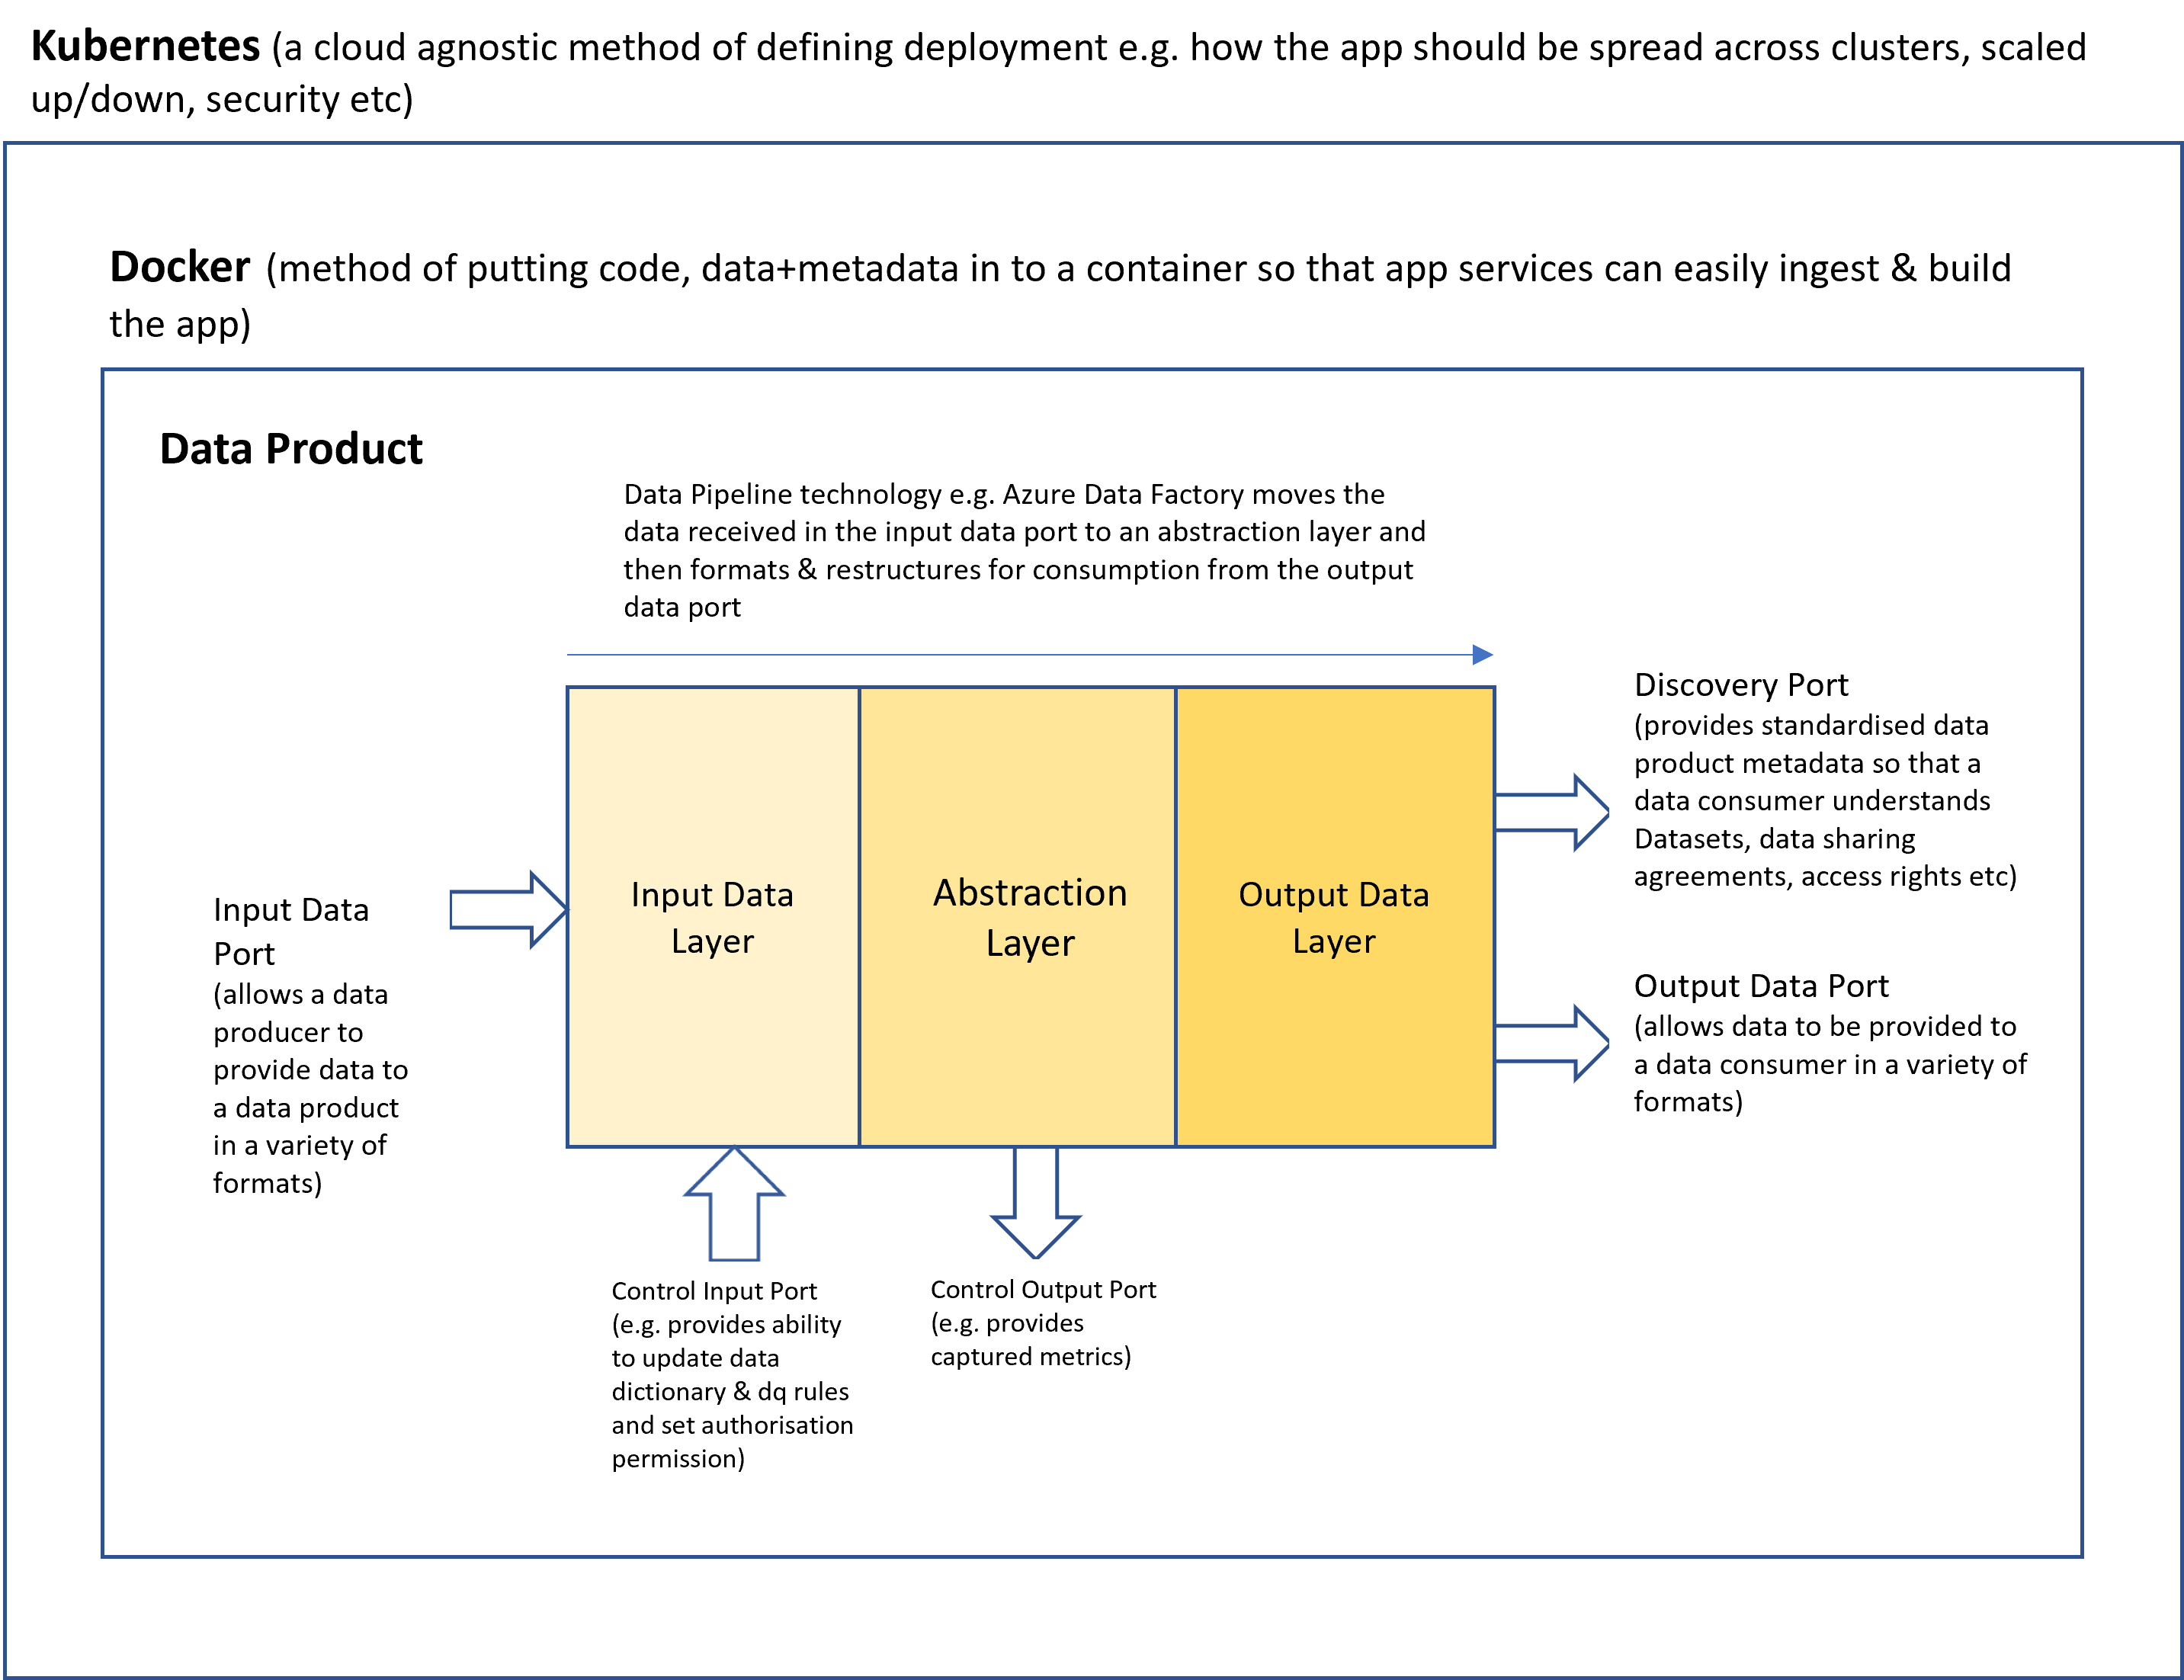 Kubernetes (a cloud agnostic method of defining deployment e.g. how the app should be spread across clusters, scaled
up/down, security etc)
Docker (method of putting code, data+metadata in to a container so that app services can easily ingest & build
the app)
Data Product
Data Pipeline technology e.g. Azure Data Factory moves the
data received in the input data port to an abstraction layer and
then formats & restructures for consumption from the output
data port
Input Data
Port
(allows a data
producer to
provide data to
a data product
in a variety of
formats)
Input Data
Layer
Abstraction
Layer
Output Data
Layer
Discovery Port
(provides standardised data
product metadata so that a
data consumer understands
Datasets, data sharing
agreements, access rights etc)
Output Data Port
(allows data to be provided to
a data consumer in a variety of
formats)
Control Input Port
(e.g. provides ability
to update data
dictionary & dq rules
and set authorisation
permission)
Control Output Port
(e.g. provides
captured metrics)